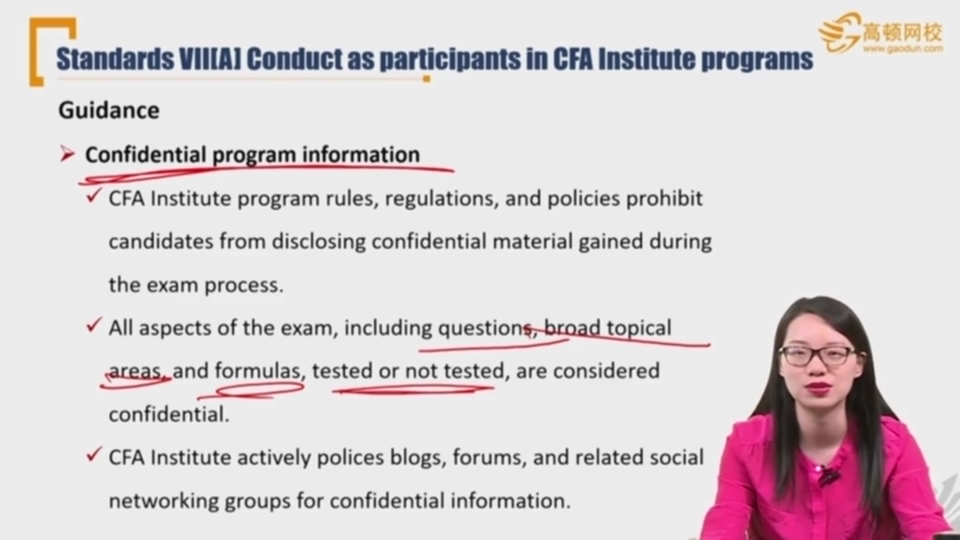 高顿网校
www.gaodun.com
Standards VII[A] Conduct as participants in CFA Institute programs
Guidance
Confidential program information
CFA Institute program rules, regulations, and policies prohibit
candidates from disclosing confidential material gained during
the exam process.
All aspects of the exam, including questions, broad topical
areas, and formulas, tested or not tested, are considered
confidential.
CFA Institute actively polices blogs, forums, and related social
networking groups for confidential information.